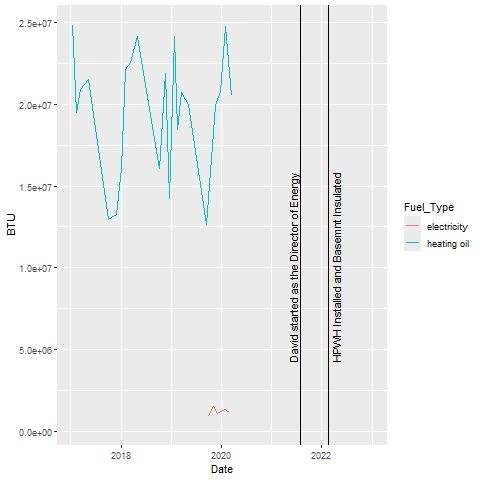 2.5e+07
2.0e+07
1.5e+07
1.0e+07
5.0e+06
0.0e+00
BTU
2018
2020
2022
Date
David started as the Director of Energy
HPWH Installed and Basemnt Insulated
Fuel_Type
electricity
heating oil